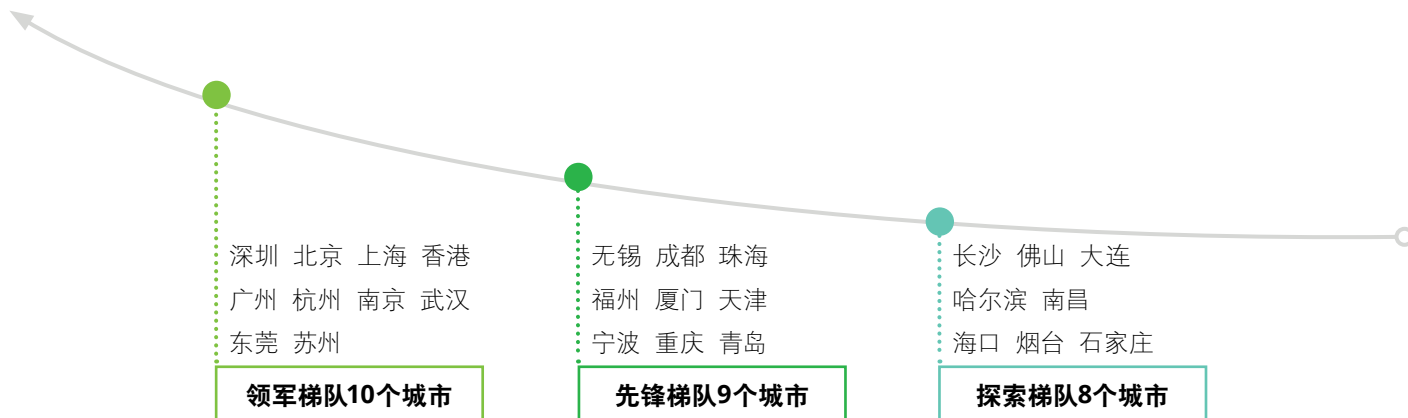 深圳 北京 上海 香港
广州 杭州 南京 武汉
东莞 苏州
领军梯队10个城市
无锡 成都 珠海
福州 厦门 天津
宁波 重庆 青岛
先锋梯队9个城市
长沙 佛山 大连
哈尔滨 南昌
海口 烟台 石家庄
探索梯队8个城市